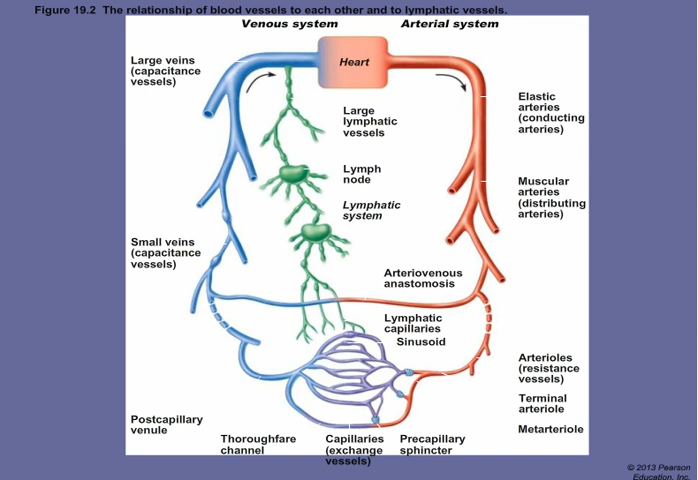 Figure 19.2 The relationship of blood vessels to each other and to lymphatic vessels.
Venous system
Arterial system
Large veins
(capacitance
vessels)
Heart
Elastic
arteries
(conducting
arteries)
Large
lymphatic
vessels
Lymph
node
Muscular
arteries
(distributing
arteries)
Lymphatic
system
Small veins
(capacitance
vessels)
Arteriovenous
anastomosis
Lymphatic
capillaries
Sinusoid
Arterioles
(resistance
vessels)
Terminal
arteriole
Postcapillary
venule
Metarteriole
Thoroughfare
channel
Capillaries
(exchange
vessels)
Precapillary
sphincter
© 2013 Pearson
Education, Inc.